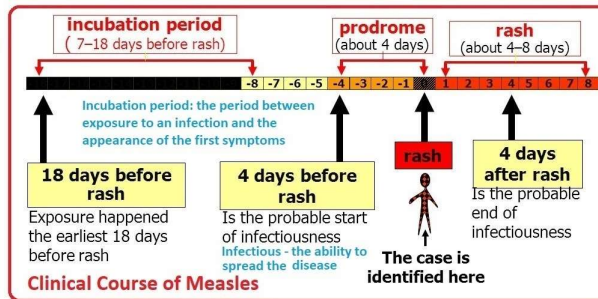 incubation period
( 7–18 days before rash)
prodrome
(about 4 days)
rash
(about 4–8 days)
-8 -7 -6 -5 -4 -3 -2 -1 1 2 3 4 5 6 7 8
Incubation period: the period between
exposure to an infection and the
appearance of the first symptoms
18 days before
rash
Exposure happened
the earliest 18 days
before rash
4 days before
rash
Is the probable start
of infectiousness
Infectious - the ability to
spread the disease
rash
The case is
identified here
4 days
after rash
Is the probable
end of
infectiousness
Clinical Course of Measles